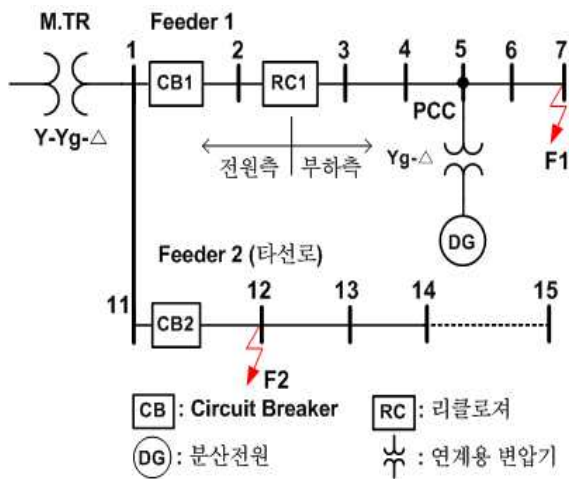 M.TR
Feeder 1
1
CB1
2
RC1
3
4
5
6
7
Y-Yg-△
전원측
부하측
PCC
Yg-△
F1
DG
Feeder 2 (타선로)
11
CB2
12
13
14
15
F2
CB : Circuit Breaker
RC : 리클로져
DG : 분산전원
: 연계용 변압기